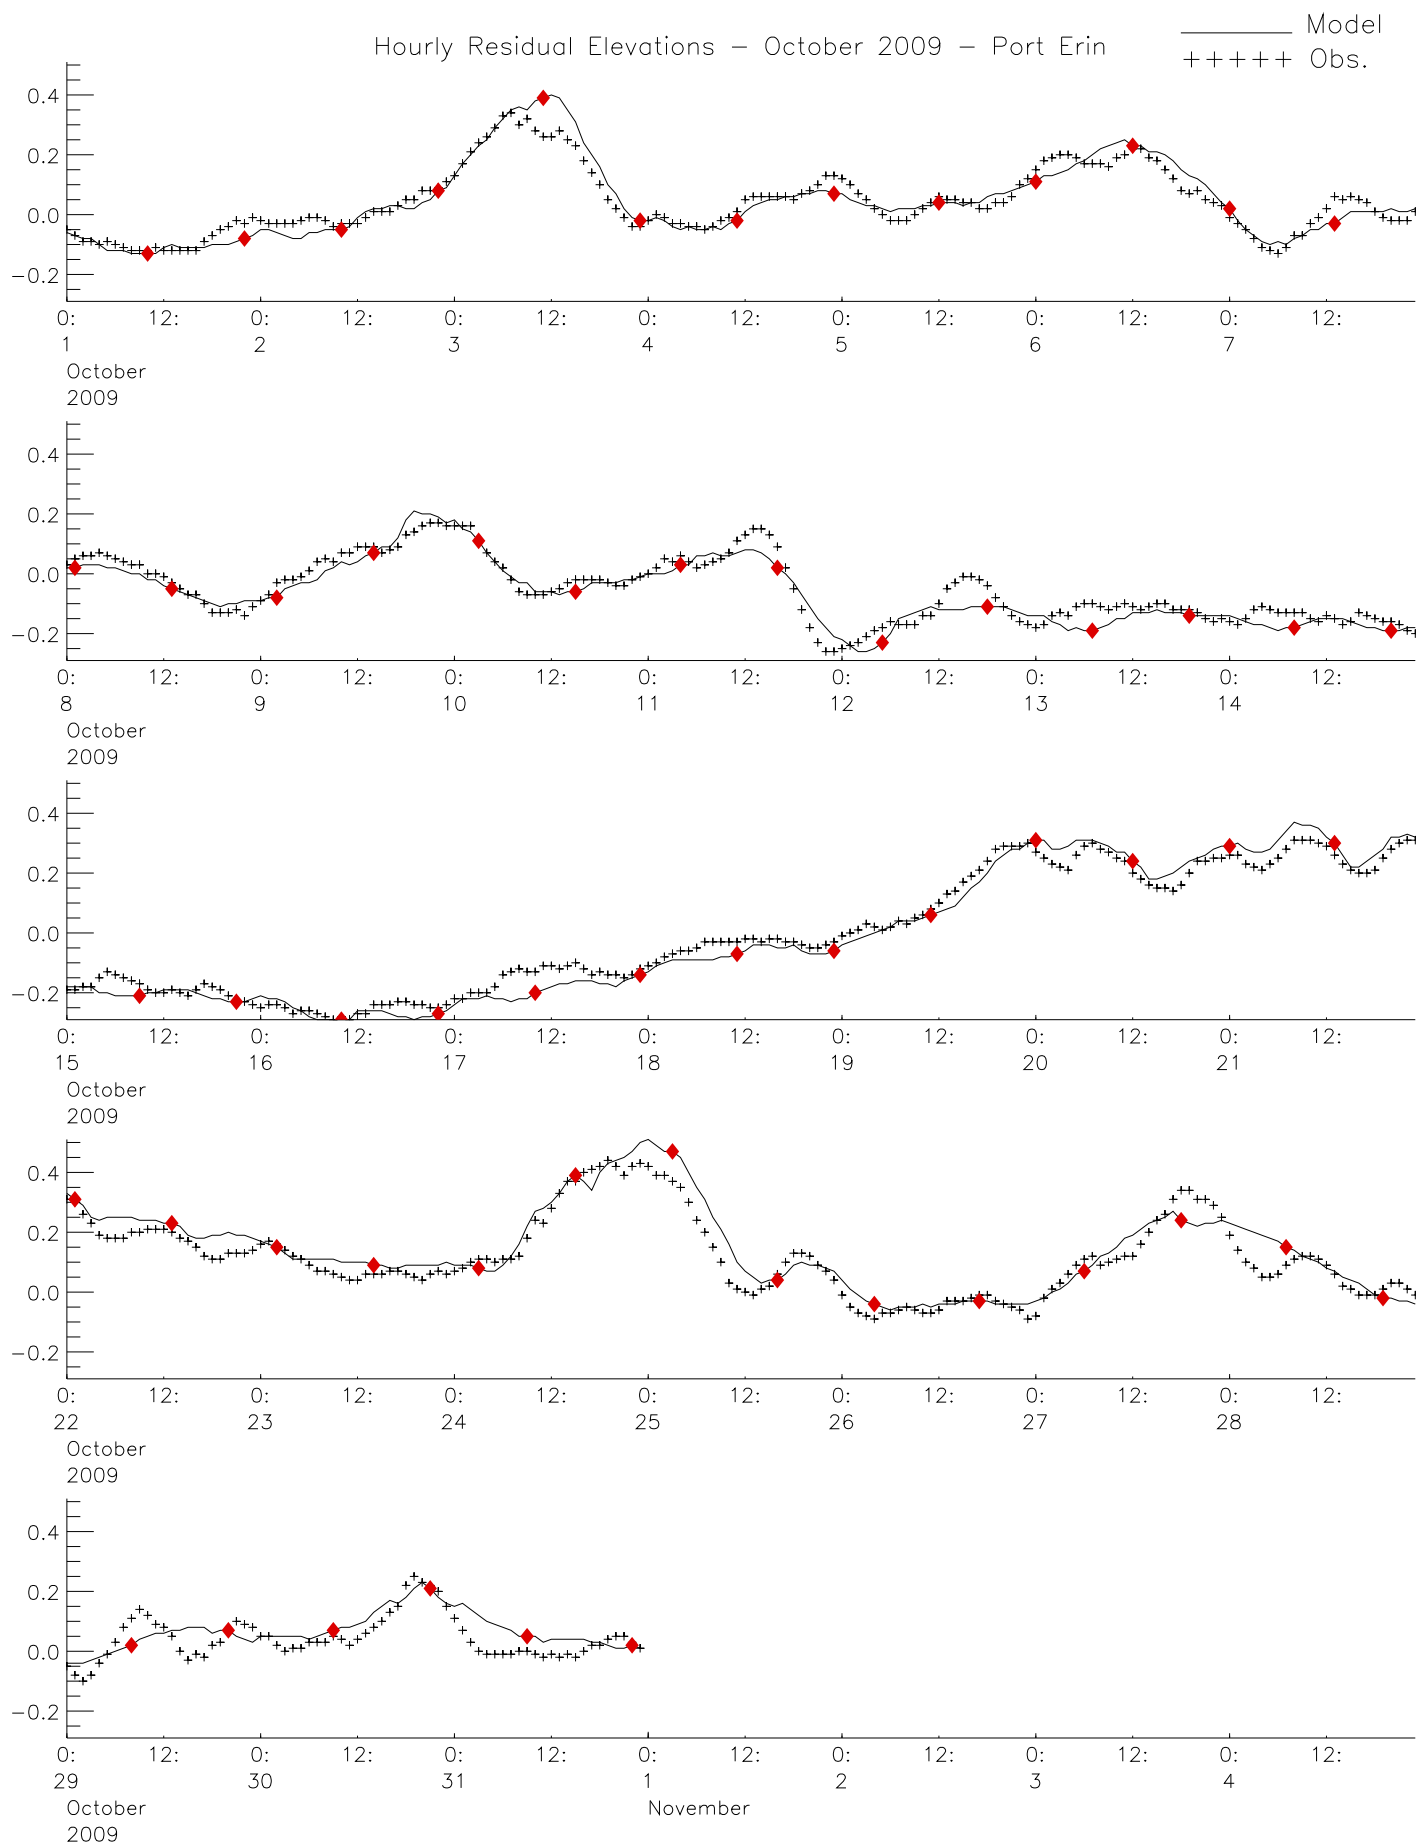 Hourly Residual Elevations − October 2009 − Port Erin
Model
+++++ Obs.
0.4
0.2
0.0
−0.2
0: 12: 0: 12: 0: 12: 0: 12: 0: 12: 0: 12: 0: 12:
1 2 3 4 5 6 7
October
2009
0.4
0.2
0.0
−0.2
0: 12: 0: 12: 0: 12: 0: 12: 0: 12: 0: 12: 0: 12:
8 9 10 11 12 13 14
October
2009
0.4
0.2
0.0
−0.2
0: 12: 0: 12: 0: 12: 0: 12: 0: 12: 0: 12: 0: 12:
15 16 17 18 19 20 21
October
2009
0.4
0.2
0.0
−0.2
0: 12: 0: 12: 0: 12: 0: 12: 0: 12: 0: 12: 0: 12:
22 23 24 25 26 27 28
October
2009
0.4
0.2
0.0
−0.2
0: 12: 0: 12: 0: 12: 0: 12: 0: 12: 0: 12: 0: 12:
29 30 31 1 2 3 4
October November
2009